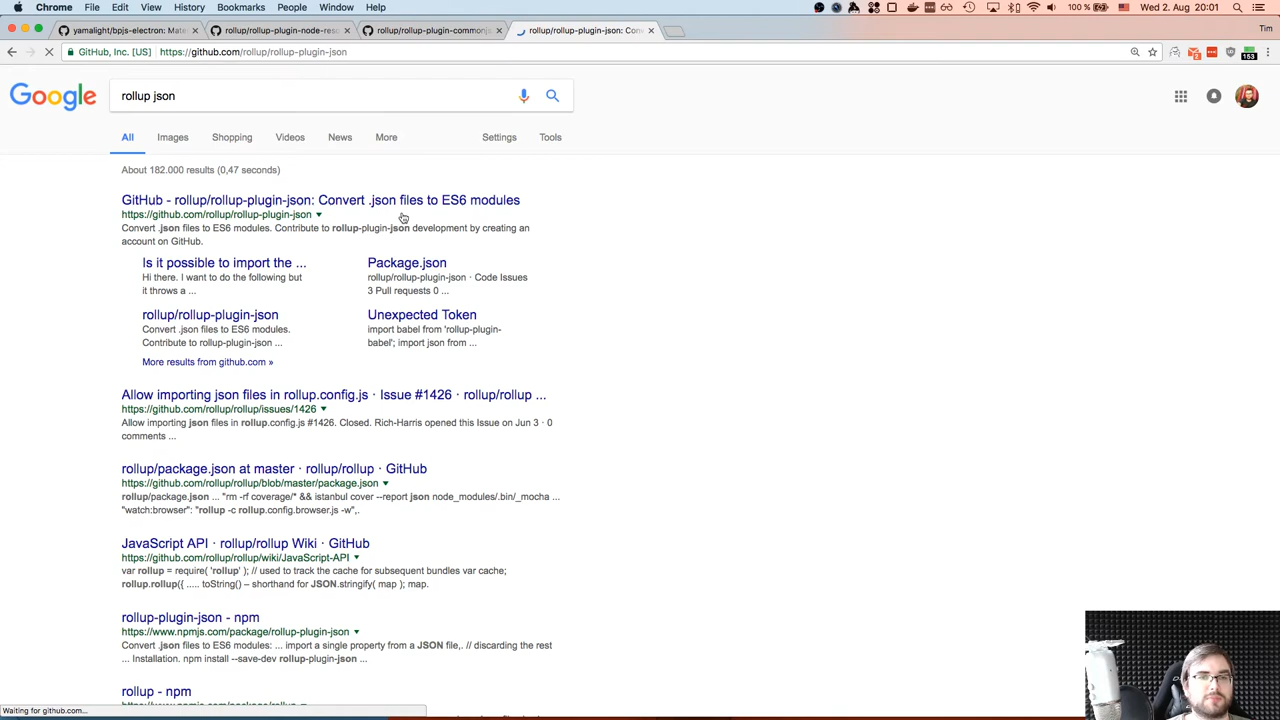 Chrome File Edit View History Bookmarks People Window Help 100 % Wed 2. Aug 20:01
yamalight/bpjs-electron: Mate rollup/rollup-plugin-node-res rollup/rollup-plugin-commonjs rollup/rollup-plugin-json: Con Tim
GitHub, Inc. [US] https://github.com/rollup/rollup-plugin-json 2 153
Google rollup json
All Images Shopping Videos News More Settings Tools
About 182.000 results (0,47 seconds)
GitHub - rollup/rollup-plugin-json: Convert .json files to ES6 modules
https://github.com/rollup/rollup-plugin-json
Convert .json files to ES6 modules. Contribute to rollup-plugin-json development by creating an
account on GitHub.
Is it possible to import the ...
Hi there. I want to do the following but
it throws a ...
Package.json
rollup/rollup-plugin-json · Code Issues
3 Pull requests 0 ...
rollup/rollup-plugin-json
Convert .json files to ES6 modules.
Contribute to rollup-plugin-json ...
Unexpected Token
import babel from 'rollup-plugin-
babel'; import json from ...
More results from github.com »
Allow importing json files in rollup.config.js · Issue #1426 · rollup/rollup ...
https://github.com/rollup/rollup/issues/1426
Allow importing json files in rollup.config.js #1426. Closed. Rich-Harris opened this Issue on Jun 3 · 0
comments ...
rollup/package.json at master · rollup/rollup · GitHub
https://github.com/rollup/rollup/blob/master/package.json
rollup/package.json ... "rm -rf coverage/* && istanbul cover --report json node_modules/.bin/_mocha ...
"watch:browser": "rollup -c rollup.config.browser.js -w",.
JavaScript API · rollup/rollup Wiki · GitHub
https://github.com/rollup/rollup/wiki/JavaScript-API
var rollup = require( 'rollup' ); // used to track the cache for subsequent bundles var cache;
rollup.rollup({ ..... toString() -- shorthand for JSON.stringify( map ); map.
rollup-plugin-json - npm
https://www.npmjs.com/package/rollup-plugin-json
Convert .json files to ES6 modules: ... import a single property from a JSON file,. // discarding the rest
... Installation. npm install --save-dev rollup-plugin-json ...
rollup - npm
Waiting for github.com...